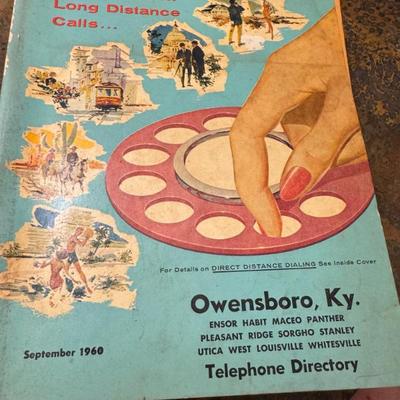 Long Distance
Calls...
For Details on DIRECT DISTANCE DIALING See Inside Cover
Owensboro, Ky.
ENSOR HABIT MACEO PANTHER
PLEASANT RIDGE SORGHO STANLEY
UTICA WEST LOUISVILLE WHITESVILLE
September 1960
Telephone Directory